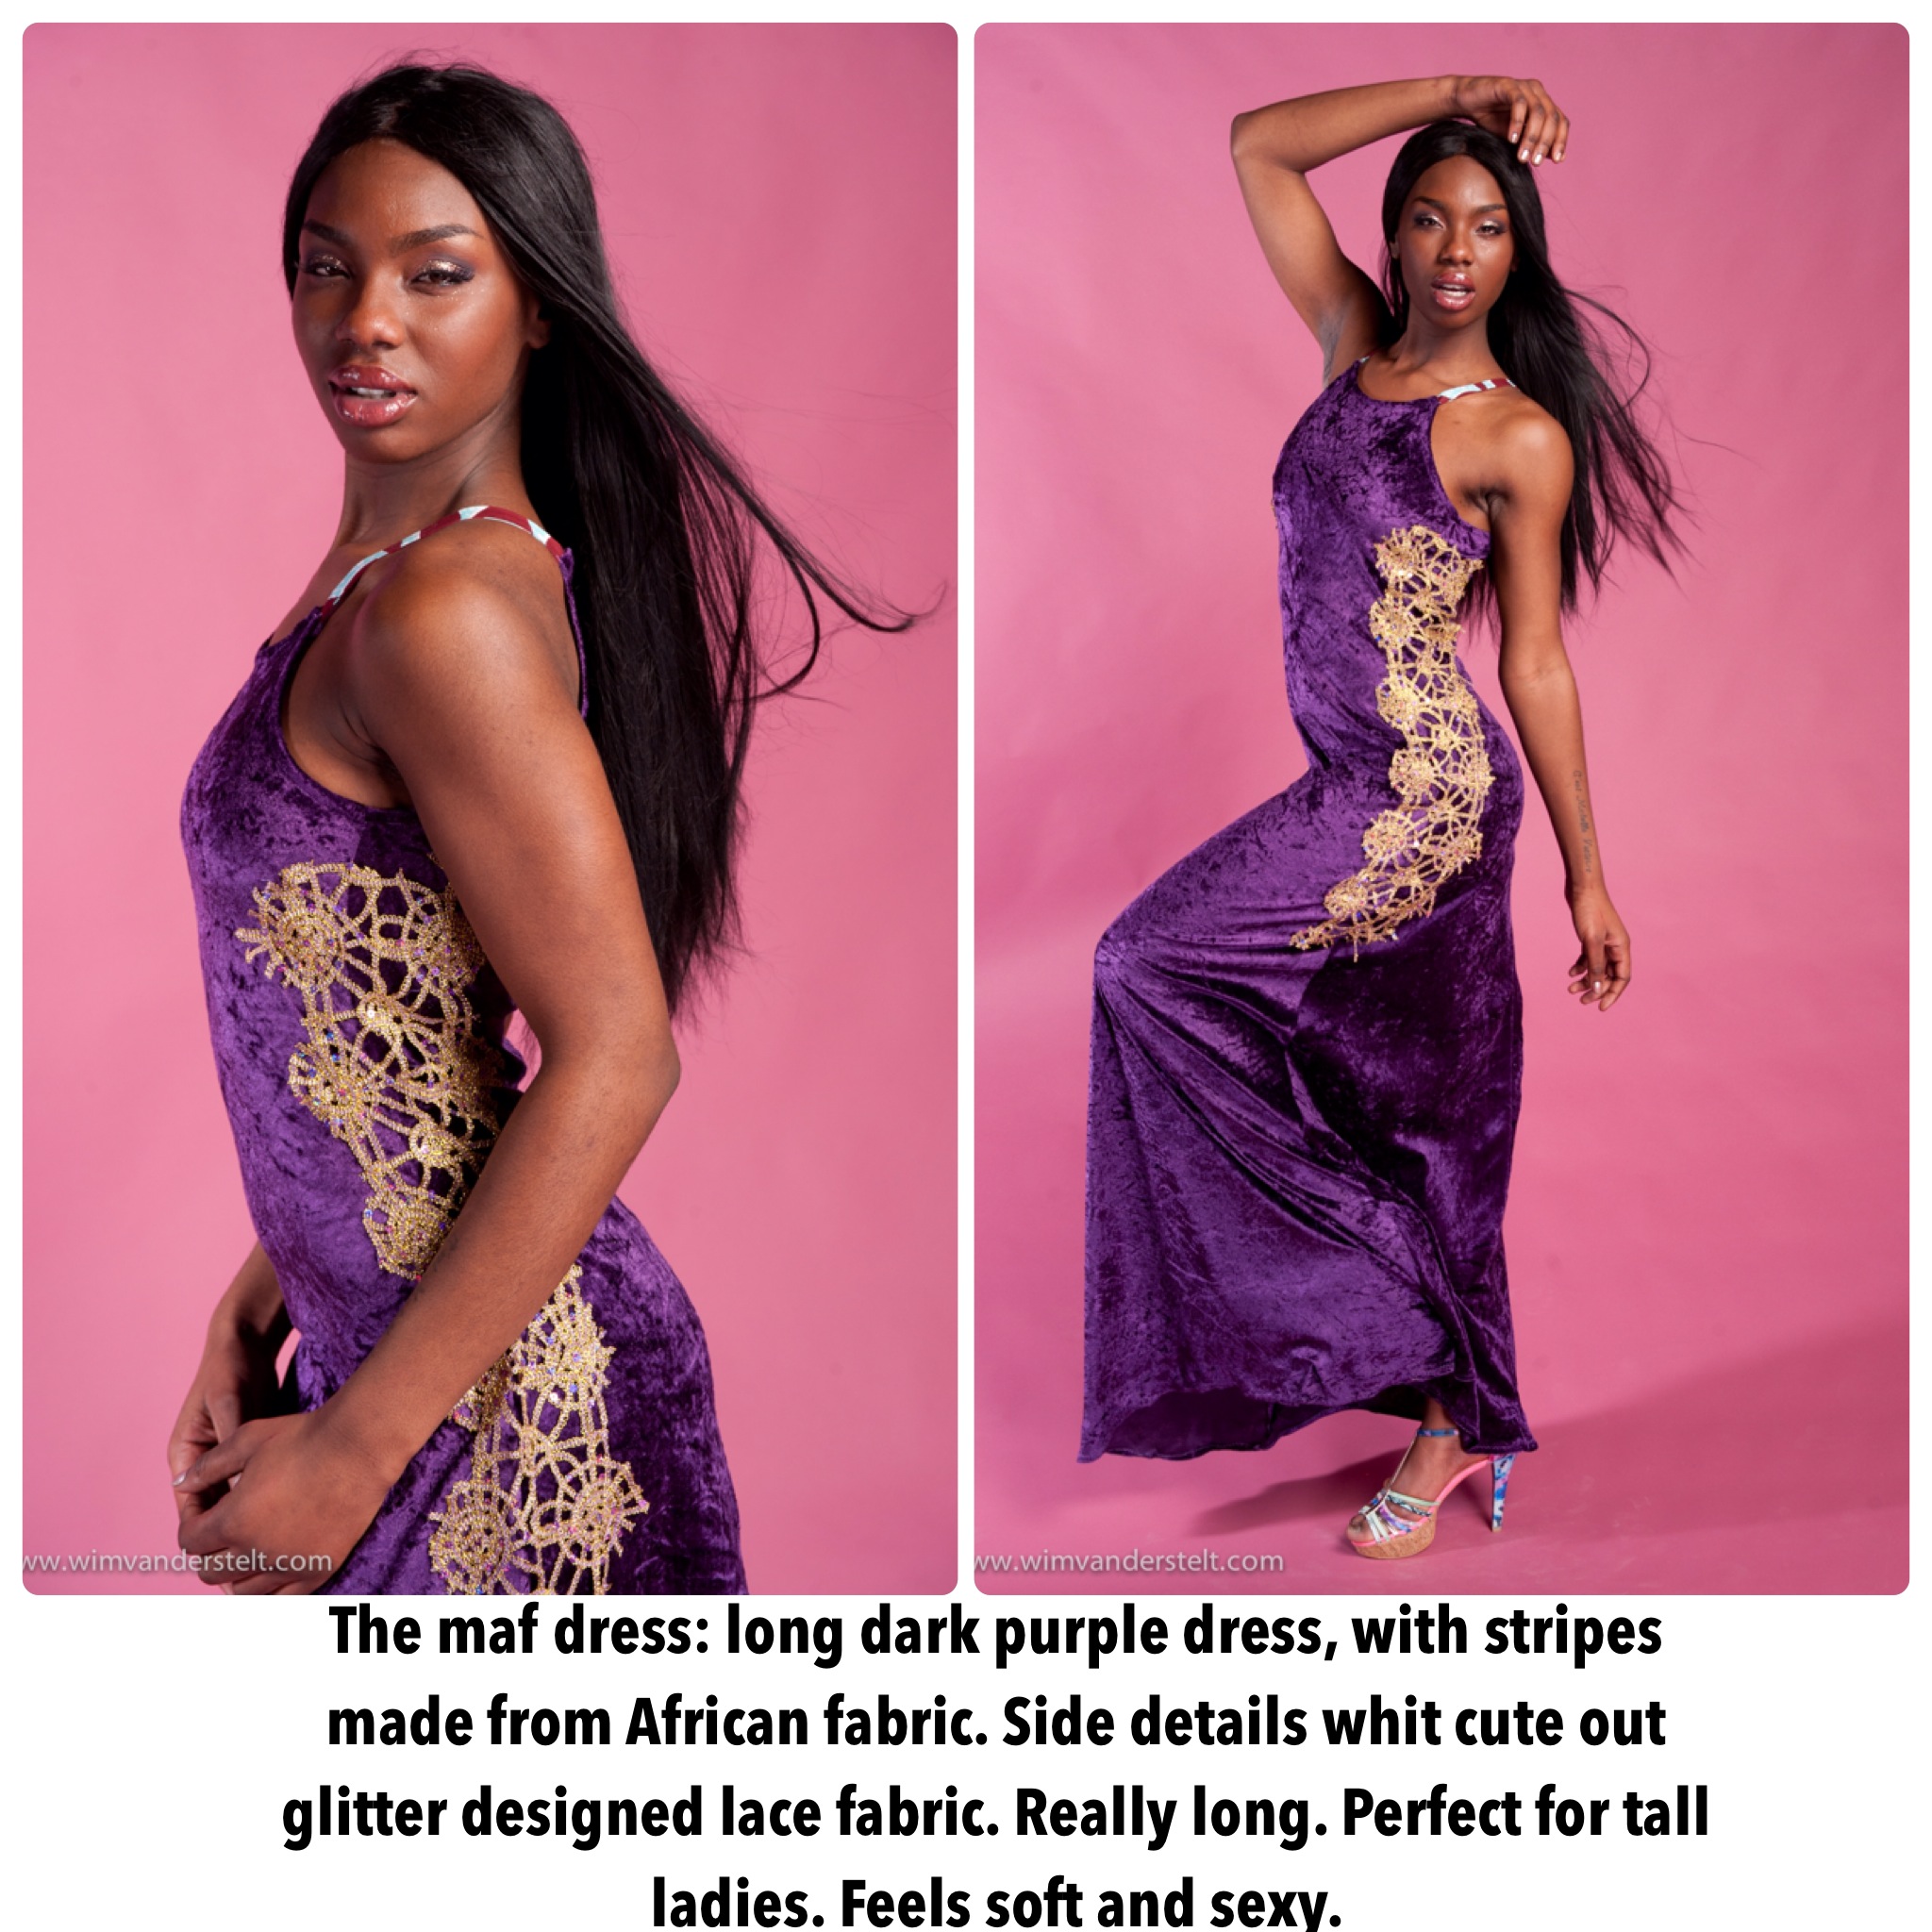 ww.wimvanderstelt.com
ww.wimvanderstelt.com
The maf dress: long dark purple dress, with stripes
made from African fabric. Side details whit cute out
glitter designed lace fabric. Really long. Perfect for tall
ladies. Feels soft and sexy.